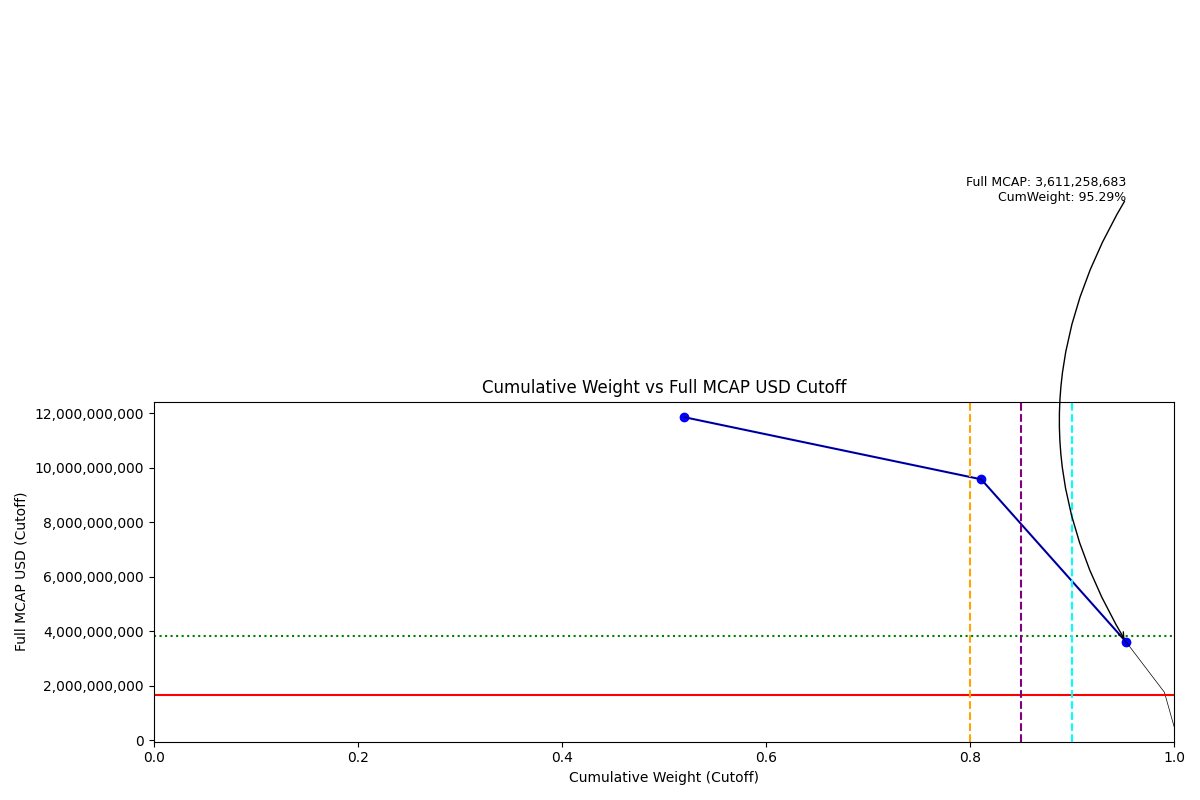 Full MCAP: 3,611,258,683
CumWeight: 95.29%
Cumulative Weight vs Full MCAP USD Cutoff
12,000,000,000
10,000,000,000
8,000,000,000
6,000,000,000
4,000,000,000
2,000,000,000
0
Full MCAP USD (Cutoff)
0.0 0.2 0.4 0.6 0.8 1.0
Cumulative Weight (Cutoff)